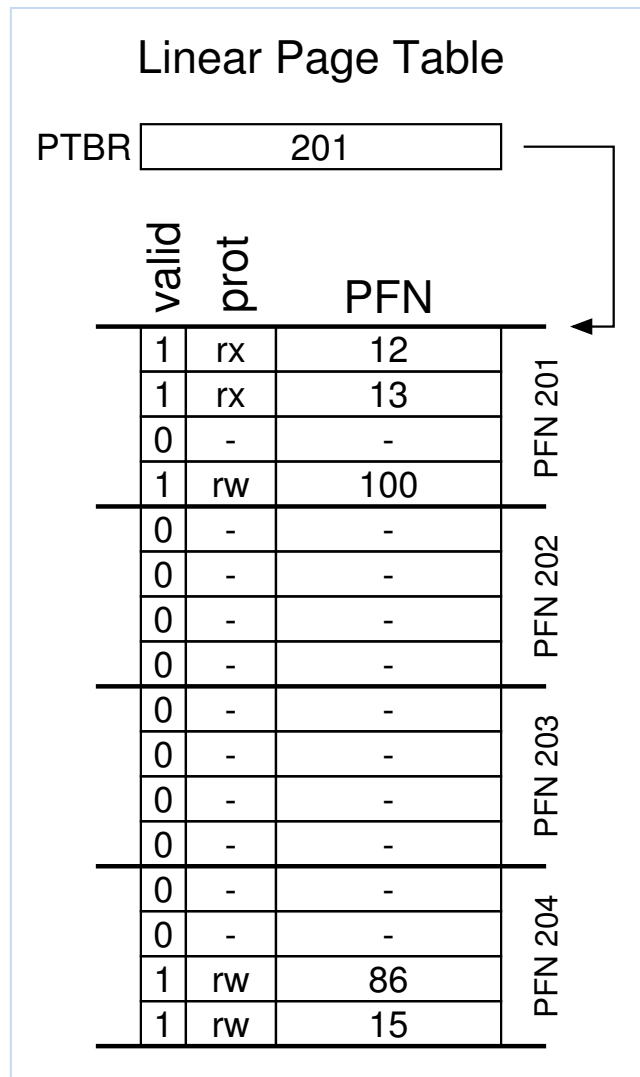 Linear Page Table
PTBR 201
valid prot PFN
1 rx 12
1 rx 13
0 - -
1 rw 100
PFN 201
0 - -
0 - -
0 - -
0 - -
PFN 202
0 - -
0 - -
0 - -
0 - -
PFN 203
0 - -
0 - -
1 rw 86
1 rw 15
PFN 204